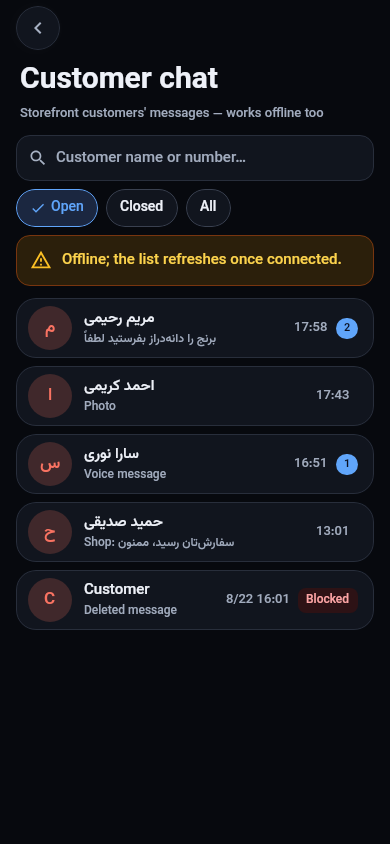 Customer chat
Storefront customers' messages — works offline too
Customer name or number…
Open
Closed
All
Offline; the list refreshes once connected.
م
مریم رحیمی
برنج را دانه‌دراز بفرستید لطفاً
17:58
2
ا
احمد کریمی
Photo
17:43
س
سارا نوری
Voice message
16:51
1
ح
حمید صدیقی
Shop: سفارش‌تان رسید، ممنون
13:01
C
Customer
Deleted message
8/22 16:01
Blocked